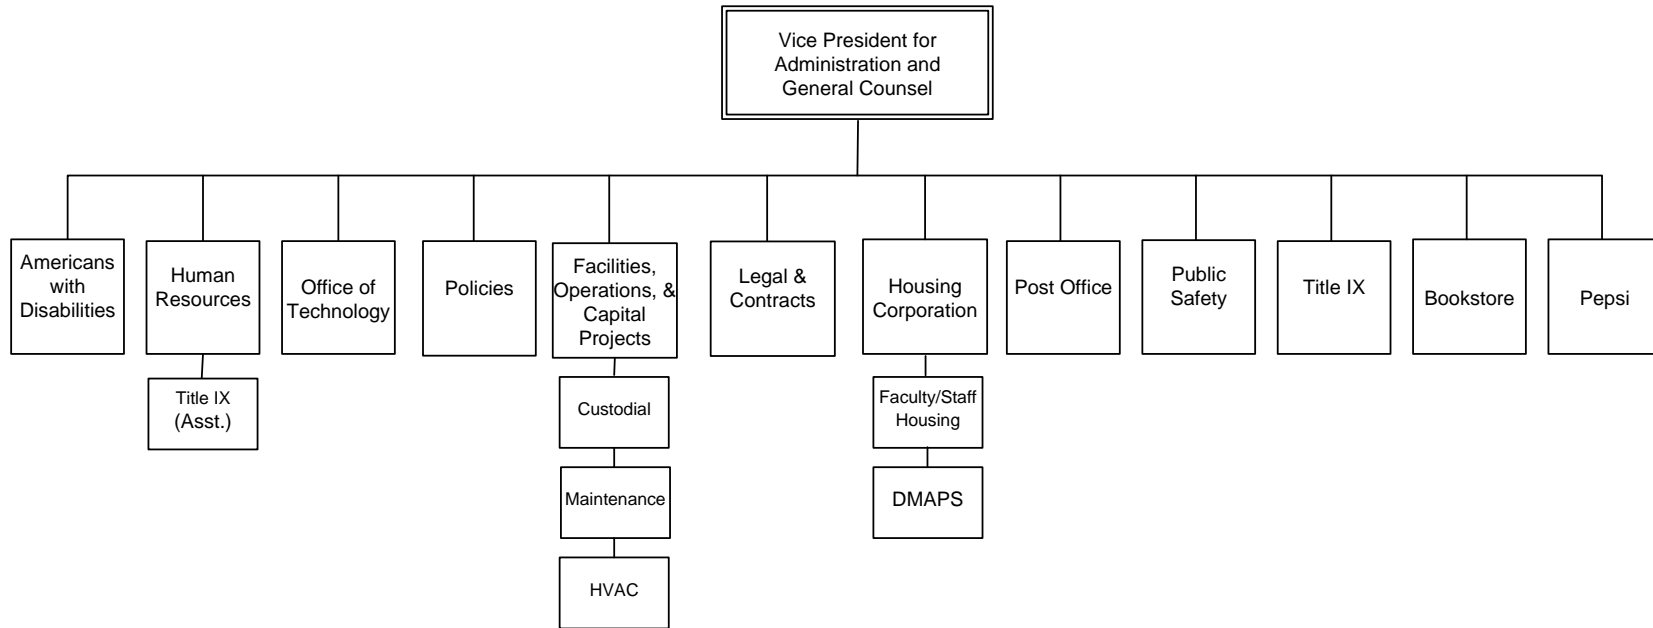 Vice President for
Administration and
General Counsel
Americans
with
Disabilities
Human
Resources
Office of
Technology
Policies
Facilities,
Operations, &
Capital
Projects
Legal &
Contracts
Housing
Corporation
Post Office
Public
Safety
Title IX
Bookstore
Pepsi
Title IX
(Asst.)
Custodial
Faculty/Staff
Housing
Maintenance
DMAPS
HVAC